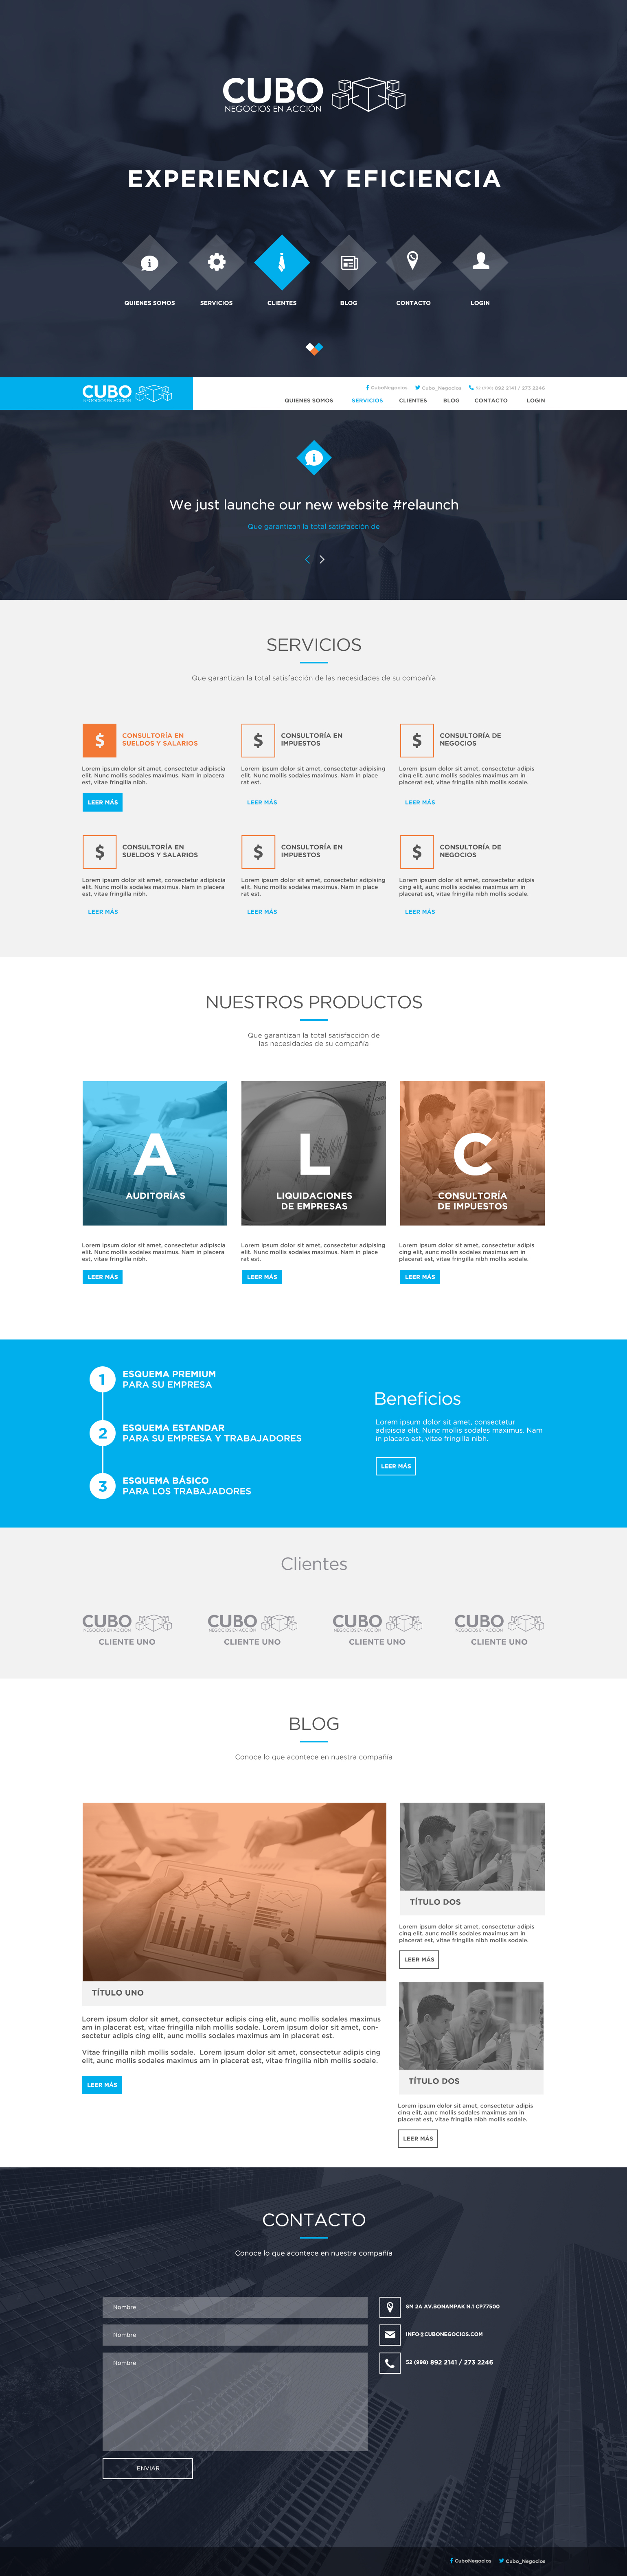 CUBO
NEGOCIOS EN ACCIÓN
EXPERIENCIA Y EFICIENCIA
QUIENES SOMOS
SERVICIOS
CLIENTES
BLOG
CONTACTO
LOGIN
CUBO
NEGOCIOS EN ACCIÓN
CuboNegocios
Cubo_Negocios
52 (998) 892 2141 / 273 2246
QUIENES SOMOS
SERVICIOS
CLIENTES
BLOG
CONTACTO
LOGIN
We just launche our new website #relaunch
Que garantizan la total satisfacción de
SERVICIOS
Que garantizan la total satisfacción de las necesidades de su compañía
$
CONSULTORÍA EN
SUELDOS Y SALARIOS
Lorem ipsum dolor sit amet, consectetur adipiscia
elit. Nunc mollis sodales maximus. Nam in placera
est, vitae fringilla nibh.
LEER MÁS
$
CONSULTORÍA EN
IMPUESTOS
Lorem ipsum dolor sit amet, consectetur adipising
elit. Nunc mollis sodales maximus. Nam in place
rat est.
LEER MÁS
$
CONSULTORÍA DE
NEGOCIOS
Lorem ipsum dolor sit amet, consectetur adipis
cing elit, aunc mollis sodales maximus am in
placerat est, vitae fringilla nibh mollis sodale.
LEER MÁS
$
CONSULTORÍA EN
SUELDOS Y SALARIOS
Lorem ipsum dolor sit amet, consectetur adipiscia
elit. Nunc mollis sodales maximus. Nam in placera
est, vitae fringilla nibh.
LEER MÁS
$
CONSULTORÍA EN
IMPUESTOS
Lorem ipsum dolor sit amet, consectetur adipising
elit. Nunc mollis sodales maximus. Nam in place
rat est.
LEER MÁS
$
CONSULTORÍA DE
NEGOCIOS
Lorem ipsum dolor sit amet, consectetur adipis
cing elit, aunc mollis sodales maximus am in
placerat est, vitae fringilla nibh mollis sodale.
LEER MÁS
NUESTROS PRODUCTOS
Que garantizan la total satisfacción de
las necesidades de su compañía
A
AUDITORÍAS
Lorem ipsum dolor sit amet, consectetur adipiscia
elit. Nunc mollis sodales maximus. Nam in placera
est, vitae fringilla nibh.
LEER MÁS
L
LIQUIDACIONES
DE EMPRESAS
Lorem ipsum dolor sit amet, consectetur adipising
elit. Nunc mollis sodales maximus. Nam in place
rat est.
LEER MÁS
C
CONSULTORÍA
DE IMPUESTOS
Lorem ipsum dolor sit amet, consectetur adipis
cing elit, aunc mollis sodales maximus am in
placerat est, vitae fringilla nibh mollis sodale.
LEER MÁS
1
ESQUEMA PREMIUM
PARA SU EMPRESA
2
ESQUEMA ESTANDAR
PARA SU EMPRESA Y TRABAJADORES
3
ESQUEMA BÁSICO
PARA LOS TRABAJADORES
Beneficios
Lorem ipsum dolor sit amet, consectetur
adipiscia elit. Nunc mollis sodales maximus. Nam
in placera est, vitae fringilla nibh.
LEER MÁS
Clientes
CUBO
NEGOCIOS EN ACCIÓN
CLIENTE UNO
CUBO
NEGOCIOS EN ACCIÓN
CLIENTE UNO
CUBO
NEGOCIOS EN ACCIÓN
CLIENTE UNO
CUBO
NEGOCIOS EN ACCIÓN
CLIENTE UNO
BLOG
Conoce lo que acontece en nuestra compañía
TÍTULO UNO
Lorem ipsum dolor sit amet, consectetur adipis cing elit, aunc mollis sodales maximus
am in placerat est, vitae fringilla nibh mollis sodale. Lorem ipsum dolor sit amet, con-
sectetur adipis cing elit, aunc mollis sodales maximus am in placerat est.
Vitae fringilla nibh mollis sodale. Lorem ipsum dolor sit amet, consectetur adipis cing
elit, aunc mollis sodales maximus am in placerat est, vitae fringilla nibh mollis sodale.
LEER MÁS
TÍTULO DOS
Lorem ipsum dolor sit amet, consectetur adipis
cing elit, aunc mollis sodales maximus am in
placerat est, vitae fringilla nibh mollis sodale.
LEER MÁS
TÍTULO DOS
Lorem ipsum dolor sit amet, consectetur adipis
cing elit, aunc mollis sodales maximus am in
placerat est, vitae fringilla nibh mollis sodale.
LEER MÁS
CONTACTO
Conoce lo que acontece en nuestra compañía
Nombre
Nombre
Nombre
ENVIAR
SM 2A AV.BONAMPAK N.1 CP77500
INFO@CUBONEGOCIOS.COM
52 (998) 892 2141 / 273 2246
CuboNegocios
Cubo_Negocios